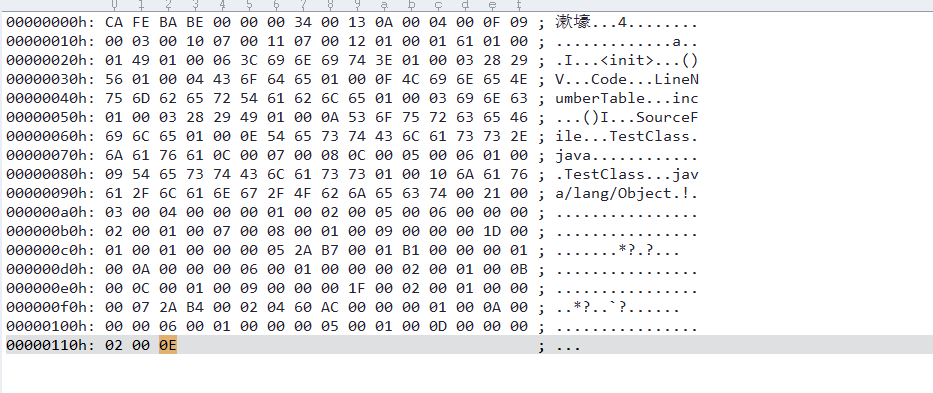 0 1 2 3 4 5 6 7 8 9 a b c d e f
00000000h: CA FE BA BE 00 00 00 34 00 13 0A 00 04 00 0F 09 ; 漱壕...4........
00000010h: 00 03 00 10 07 00 11 07 00 12 01 00 01 61 01 00 ; .............a..
00000020h: 01 49 01 00 06 3C 69 6E 69 74 3E 01 00 03 28 29 ; .I...<init>...()
00000030h: 56 01 00 04 43 6F 64 65 01 00 0F 4C 69 6E 65 4E ; V...Code...LineN
00000040h: 75 6D 62 65 72 54 61 62 6C 65 01 00 03 69 6E 63 ; umberTable...inc
00000050h: 01 00 03 28 29 49 01 00 0A 53 6F 75 72 63 65 46 ; ...()I...SourceF
00000060h: 69 6C 65 01 00 0E 54 65 73 74 43 6C 61 73 73 2E ; ile...TestClass.
00000070h: 6A 61 76 61 0C 00 07 00 08 0C 00 05 00 06 01 00 ; java............
00000080h: 09 54 65 73 74 43 6C 61 73 73 01 00 10 6A 61 76 ; .TestClass...jav
00000090h: 61 2F 6C 61 6E 67 2F 4F 62 6A 65 63 74 00 21 00 ; a/lang/Object.!.
000000a0h: 03 00 04 00 00 00 01 00 02 00 05 00 06 00 00 00 ; ................
000000b0h: 02 00 01 00 07 00 08 00 01 00 09 00 00 00 1D 00 ; ................
000000c0h: 01 00 01 00 00 00 05 2A B7 00 01 B1 00 00 00 01 ; .......*?.?...
000000d0h: 00 0A 00 00 00 06 00 01 00 00 00 02 00 01 00 0B ; ................
000000e0h: 00 0C 00 01 00 09 00 00 00 1F 00 02 00 01 00 00 ; ................
000000f0h: 00 07 2A B4 00 02 04 60 AC 00 00 00 01 00 0A 00 ; ..*?..`?......
00000100h: 00 00 06 00 01 00 00 00 05 00 01 00 0D 00 00 00 ; ................
00000110h: 02 00 0E ; ...